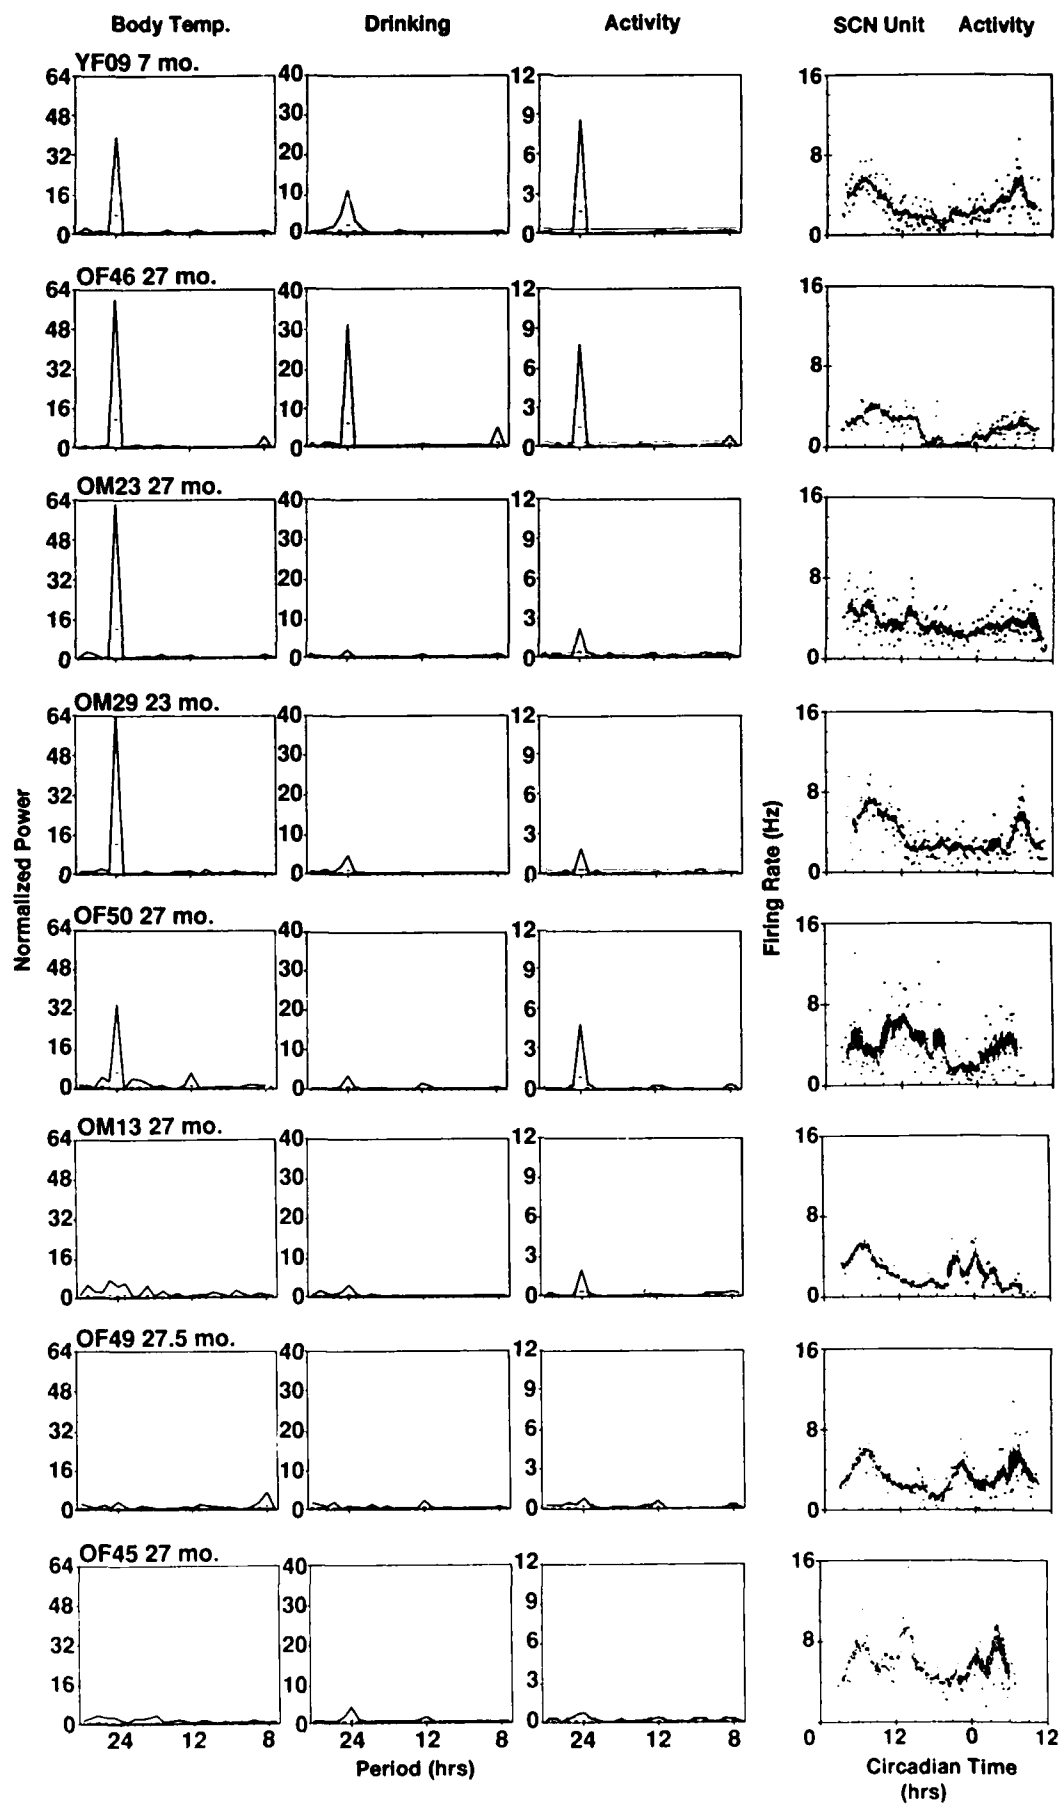 Body Temp. Drinking Activity SCN Unit Activity
YF09 7 mo.
64 48 32 16 0
40 30 20 10 0
12 9 6 3 0
16 8 0
OF46 27 mo.
64 48 32 16 0
40 30 20 10 0
12 9 6 3 0
16 8 0
OM23 27 mo.
64 48 32 16 0
40 30 20 10 0
12 9 6 3 0
16 8 0
OM29 23 mo.
64 48 32 16 0
40 30 20 10 0
12 9 6 3 0
16 8 0
Normalized Power
Firing Rate (Hz)
OF50 27 mo.
64 48 32 16 0
40 30 20 10 0
12 9 6 3 0
16 8 0
OM13 27 mo.
64 48 32 16 0
40 30 20 10 0
12 9 6 3 0
16 8 0
OF49 27.5 mo.
64 48 32 16 0
40 30 20 10 0
12 9 6 3 0
16 8 0
OF45 27 mo.
64 48 32 16 0
40 30 20 10 0
12 9 6 3 0
16 8
24 12 8 24 12 8 24 12 8 0 12 0 12
Period (hrs)
Circadian Time
(hrs)